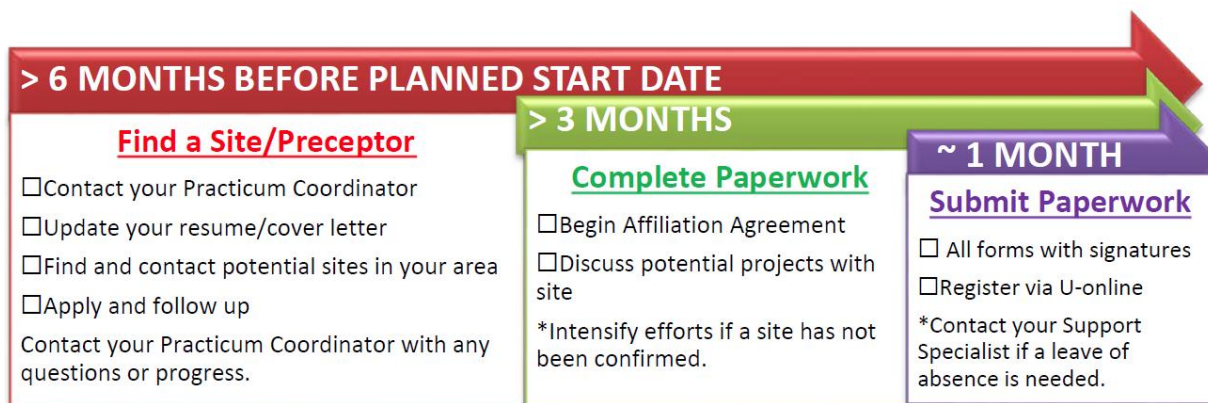 > 6 MONTHS BEFORE PLANNED START DATE
Find a Site/Preceptor
☐Contact your Practicum Coordinator
☐Update your resume/cover letter
☐Find and contact potential sites in your area
☐Apply and follow up
Contact your Practicum Coordinator with any
questions or progress.
> 3 MONTHS
Complete Paperwork
☐Begin Affiliation Agreement
☐Discuss potential projects with
site
*Intensify efforts if a site has not
been confirmed.
~ 1 MONTH
Submit Paperwork
☐ All forms with signatures
☐Register via U-online
*Contact your Support
Specialist if a leave of
absence is needed.